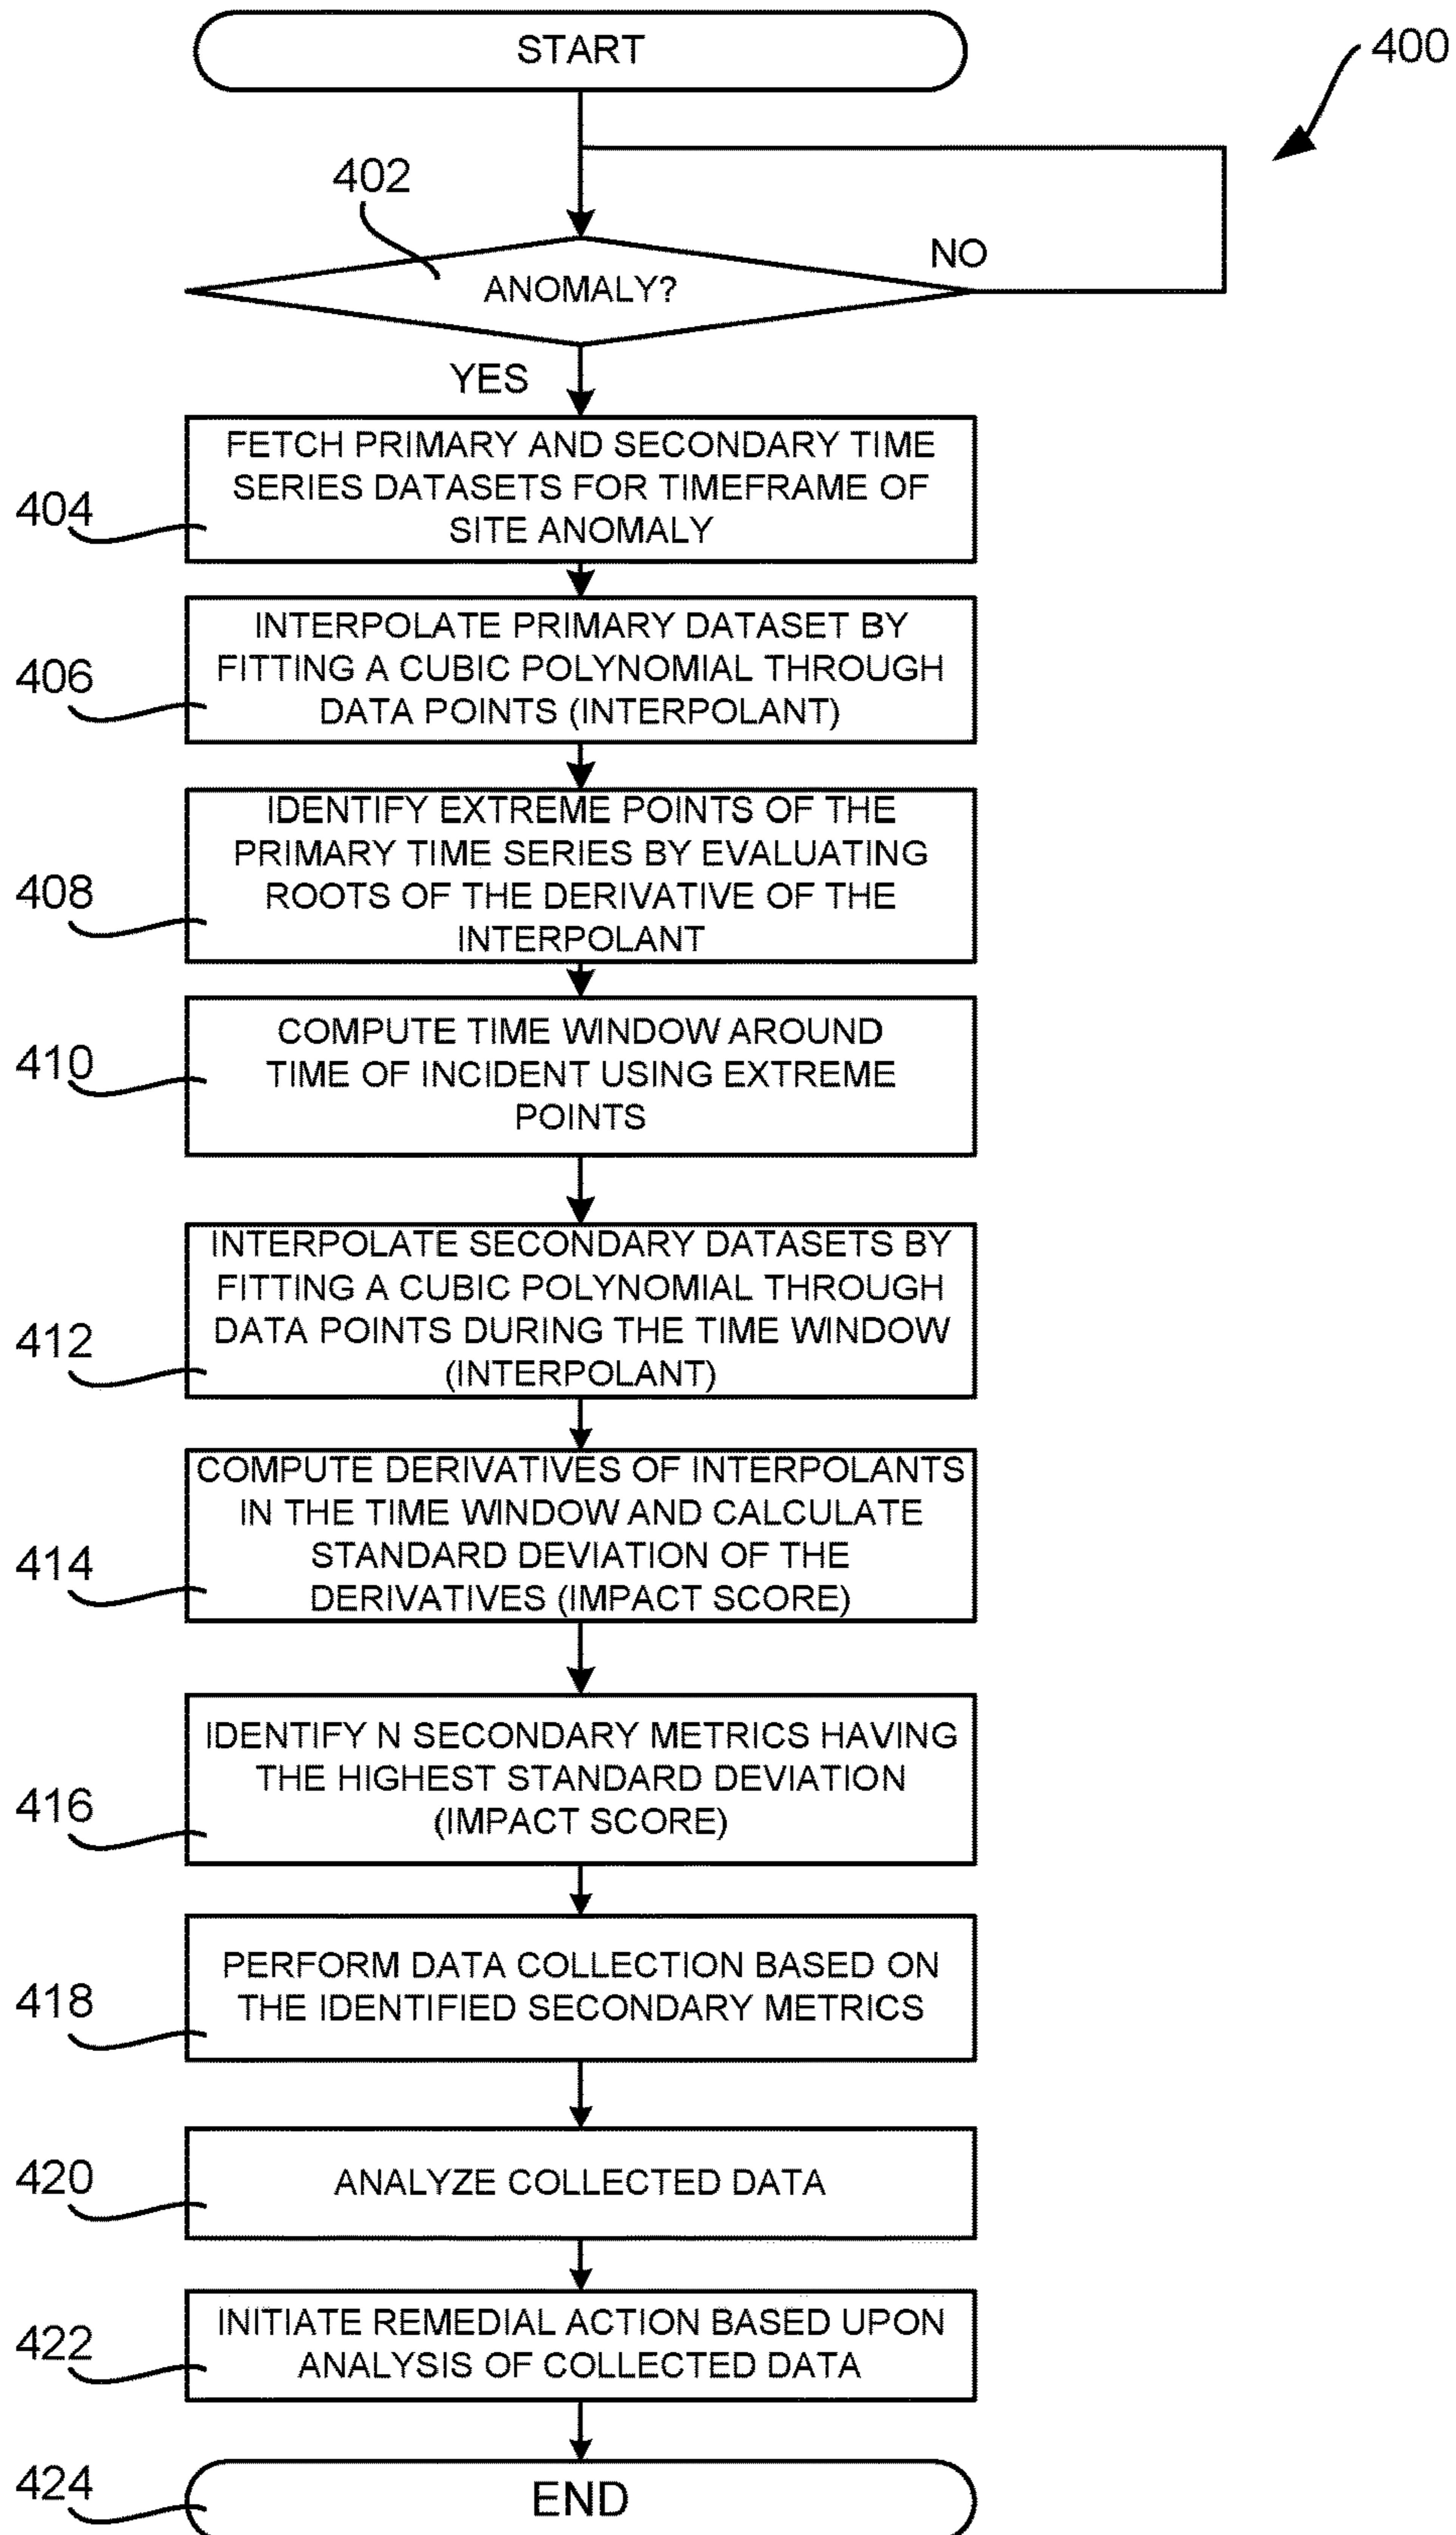 START
400
402
ANOMALY?
NO
YES
404
FETCH PRIMARY AND SECONDARY TIME
SERIES DATASETS FOR TIMEFRAME OF
SITE ANOMALY
406
INTERPOLATE PRIMARY DATASET BY
FITTING A CUBIC POLYNOMIAL THROUGH
DATA POINTS (INTERPOLANT)
408
IDENTIFY EXTREME POINTS OF THE
PRIMARY TIME SERIES BY EVALUATING
ROOTS OF THE DERIVATIVE OF THE
INTERPOLANT
410
COMPUTE TIME WINDOW AROUND
TIME OF INCIDENT USING EXTREME
POINTS
412
INTERPOLATE SECONDARY DATASETS BY
FITTING A CUBIC POLYNOMIAL THROUGH
DATA POINTS DURING THE TIME WINDOW
(INTERPOLANT)
414
COMPUTE DERIVATIVES OF INTERPOLANTS
IN THE TIME WINDOW AND CALCULATE
STANDARD DEVIATION OF THE
DERIVATIVES (IMPACT SCORE)
416
IDENTIFY N SECONDARY METRICS HAVING
THE HIGHEST STANDARD DEVIATION
(IMPACT SCORE)
418
PERFORM DATA COLLECTION BASED ON
THE IDENTIFIED SECONDARY METRICS
420
ANALYZE COLLECTED DATA
422
INITIATE REMEDIAL ACTION BASED UPON
ANALYSIS OF COLLECTED DATA
424
END